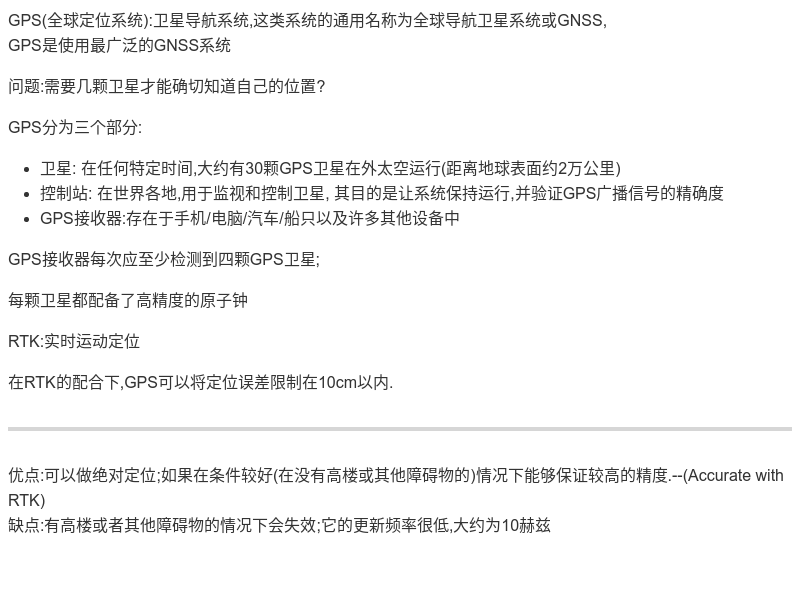 GPS(全球定位系统):卫星导航系统,这类系统的通用名称为全球导航卫星系统或GNSS,
GPS是使用最广泛的GNSS系统
问题:需要几颗卫星才能确切知道自己的位置?
GPS分为三个部分:
• 卫星: 在任何特定时间,大约有30颗GPS卫星在外太空运行(距离地球表面约2万公里)
• 控制站: 在世界各地,用于监视和控制卫星, 其目的是让系统保持运行,并验证GPS广播信号的精确度
• GPS接收器:存在于手机/电脑/汽车/船只以及许多其他设备中
GPS接收器每次应至少检测到四颗GPS卫星;
每颗卫星都配备了高精度的原子钟
RTK:实时运动定位
在RTK的配合下,GPS可以将定位误差限制在10cm以内.
优点:可以做绝对定位;如果在条件较好(在没有高楼或其他障碍物的)情况下能够保证较高的精度.--(Accurate with
RTK)
缺点:有高楼或者其他障碍物的情况下会失效;它的更新频率很低,大约为10赫兹